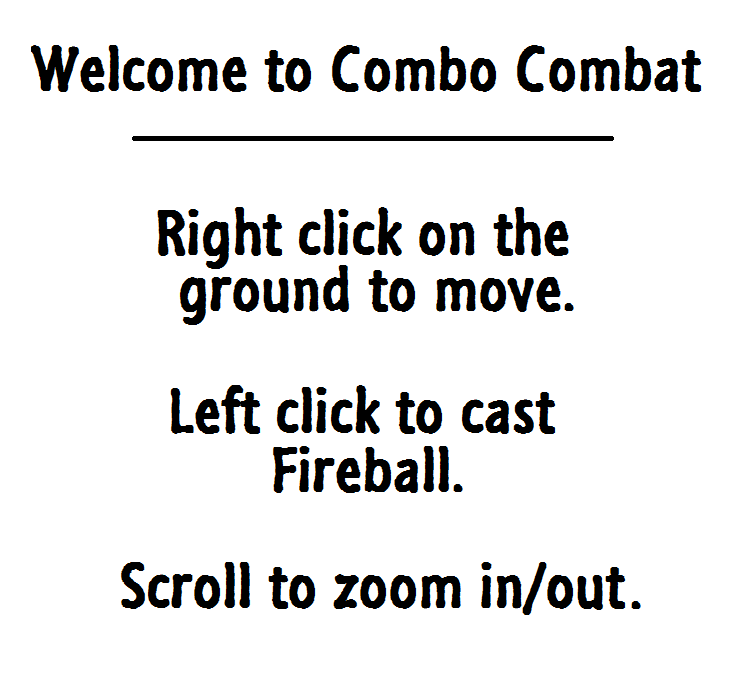 Welcome to Combo Combat
Right click on the
ground to move.
Left click to cast
Fireball.
Scroll to zoom in/out.